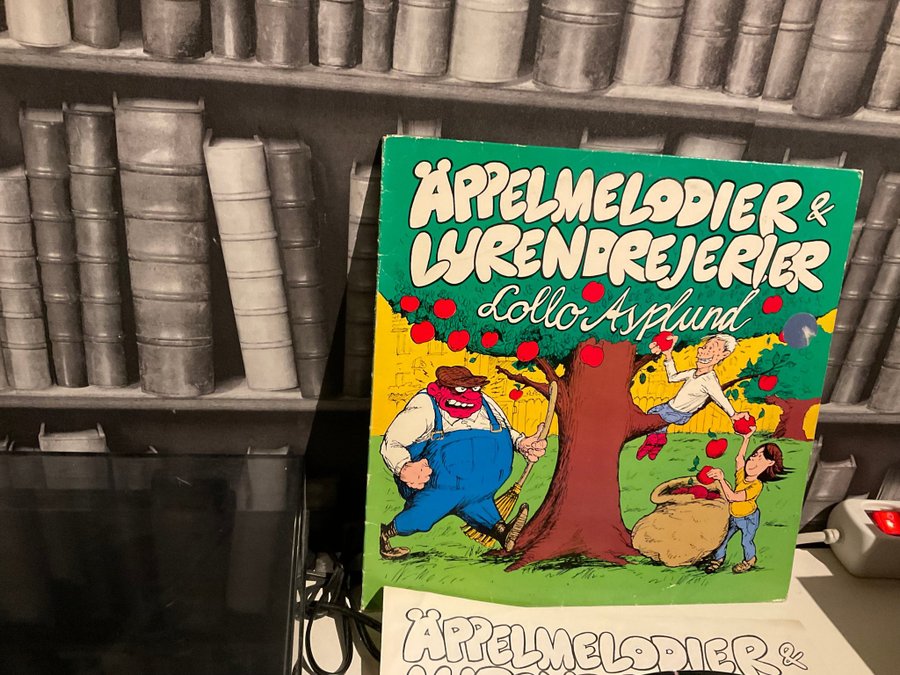 ÄPPELMELODIER &
LURENDREJERIER
Lollo Asplund
ÄPPELMELODIER &